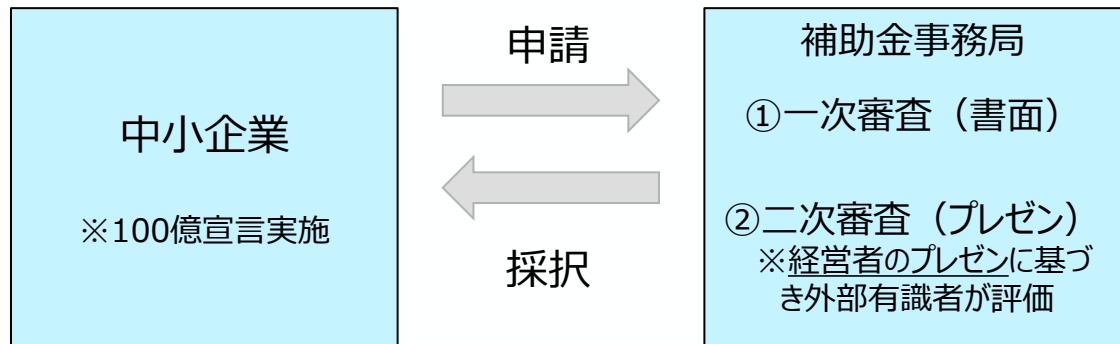 中小企業
※100億宣言実施
申請
採択
補助金事務局
①一次審査（書面）
②二次審査（プレゼン）
※経営者のプレゼンに基づ
き外部有識者が評価